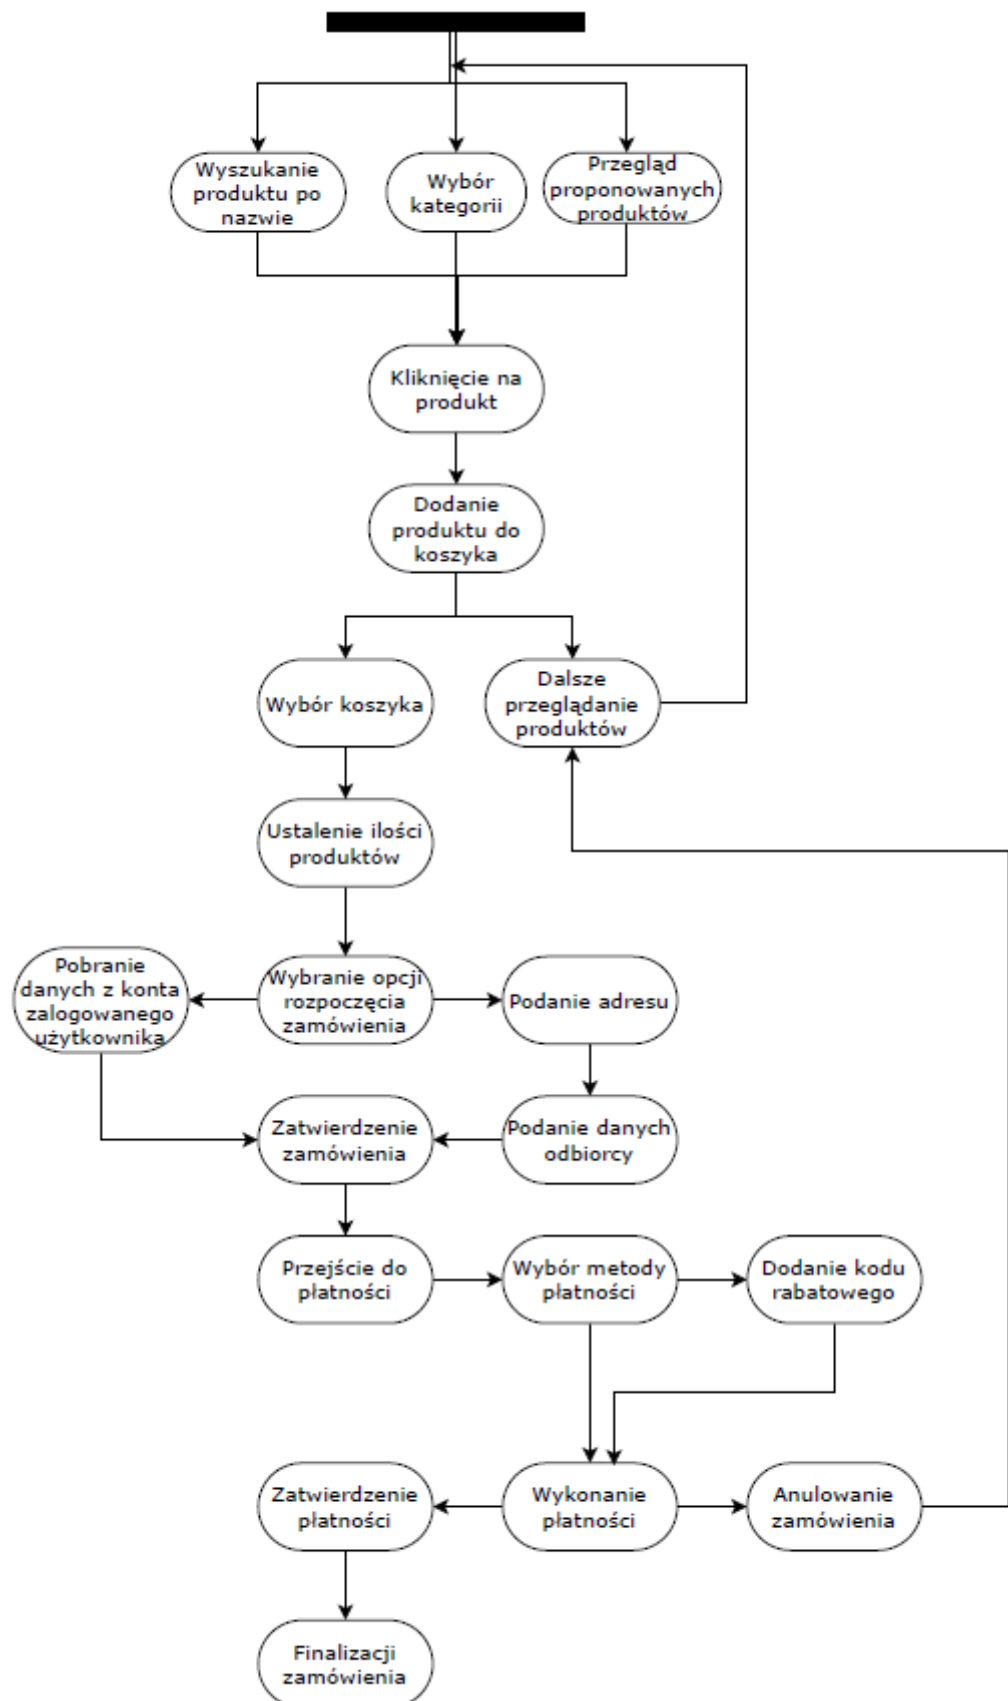 Wyszukanie
produktu po
nazwie
Wybór
kategorii
Przegląd
proponowanych
produktów
Kliknięcie na
produkt
Dodanie
produktu do
koszyka
Wybór koszyka
Dalsze
przeglądanie
produktów
Ustalenie ilości
produktów
Pobranie
danych z konta
zalogowanego
użytkownika
Wybranie opcji
rozpoczęcia
zamówienia
Podanie adresu
Zatwierdzenie
zamówienia
Podanie danych
odbiorcy
Przejście do
płatności
Wybór metody
płatności
Dodanie kodu
rabatowego
Zatwierdzenie
płatności
Wykonanie
płatności
Anulowanie
zamówienia
Finalizacji
zamówienia